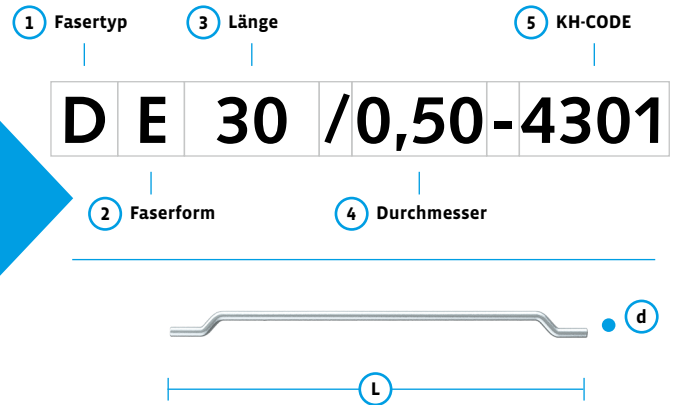 1 Fasertyp 3 Länge 5 KH-CODE
D E 30 /0,50-4301
2 Faserform 4 Durchmesser
d
L